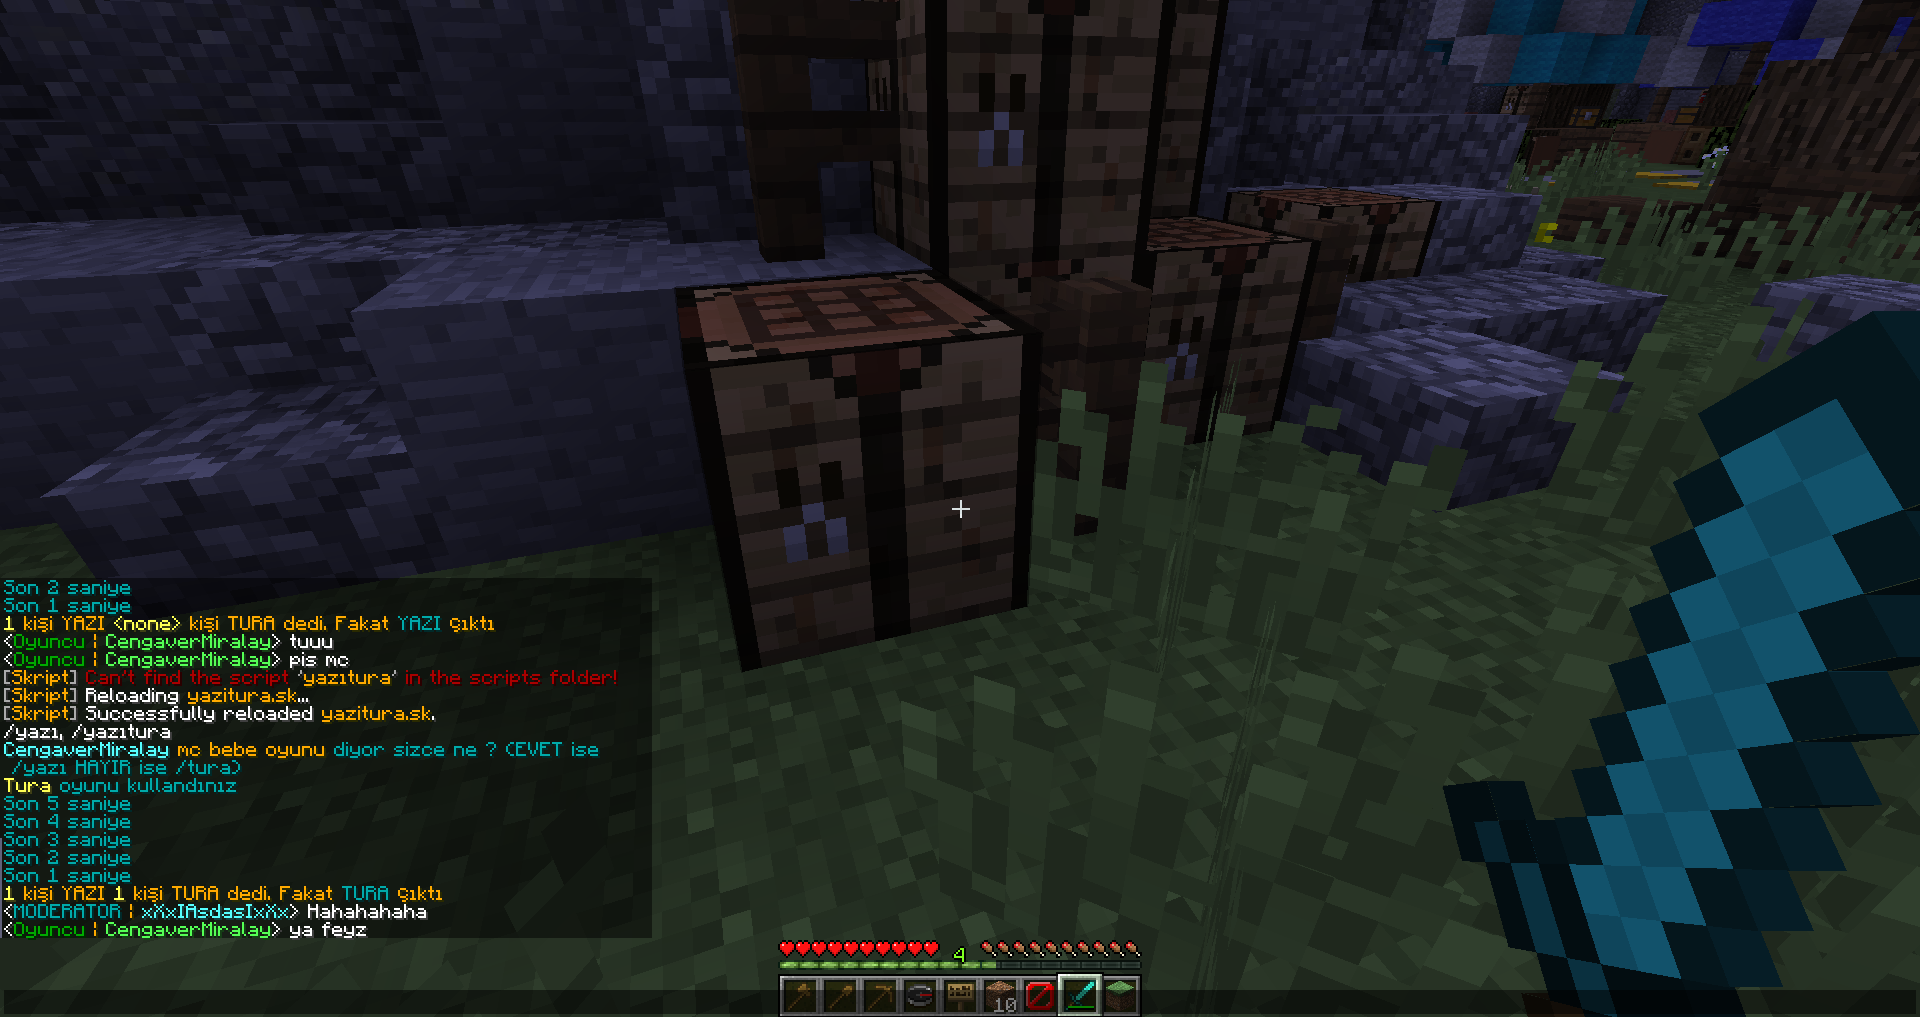 Son 2 saniye
Son 1 saniye
1 kişi YAZI <none> kişi TURA dedi. Fakat YAZI çıktı
<Oyuncu ¦ CengaverMiralay> tuuu
<Oyuncu ¦ CengaverMiralay> pis mc
[Skript] Can't find the script 'yazıtura' in the scripts folder!
[Skript] Reloading yazitura.sk...
[Skript] Successfully reloaded yazitura.sk.
/yazı, /yazıtura
CengaverMiralay mc bebe oyunu diyor sizce ne ? (EVET ise
/yazı HAYIR ise /tura)
Tura oyunu kullandınız
Son 5 saniye
Son 4 saniye
Son 3 saniye
Son 2 saniye
Son 1 saniye
1 kişi YAZI 1 kişi TURA dedi. Fakat TURA çıktı
<MODERATOR ¦ xXxIAsdasIxXx> Hahahahaha
<Oyuncu ¦ CengaverMiralay> ya feyz
4
10